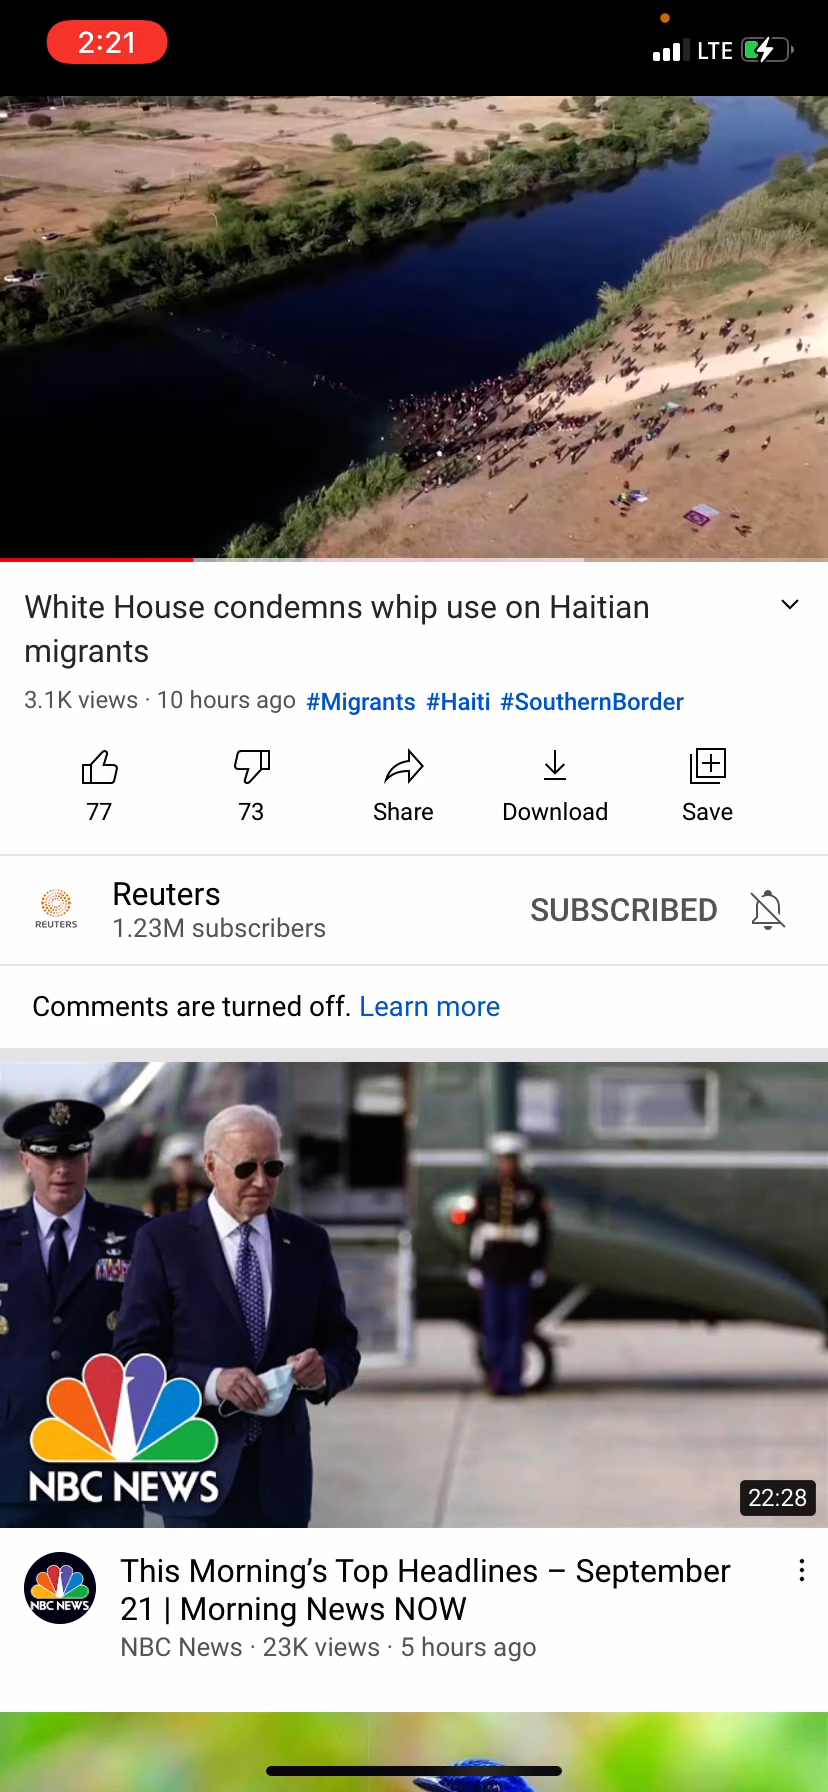 2:21
LTE
White House condemns whip use on Haitian
migrants
3.1K views · 10 hours ago #Migrants #Haiti #SouthernBorder
77 73 Share Download Save
REUTERS
Reuters
1.23M subscribers
SUBSCRIBED
Comments are turned off. Learn more
NBC NEWS
22:28
NBC NEWS
This Morning’s Top Headlines – September
21 | Morning News NOW
NBC News · 23K views · 5 hours ago